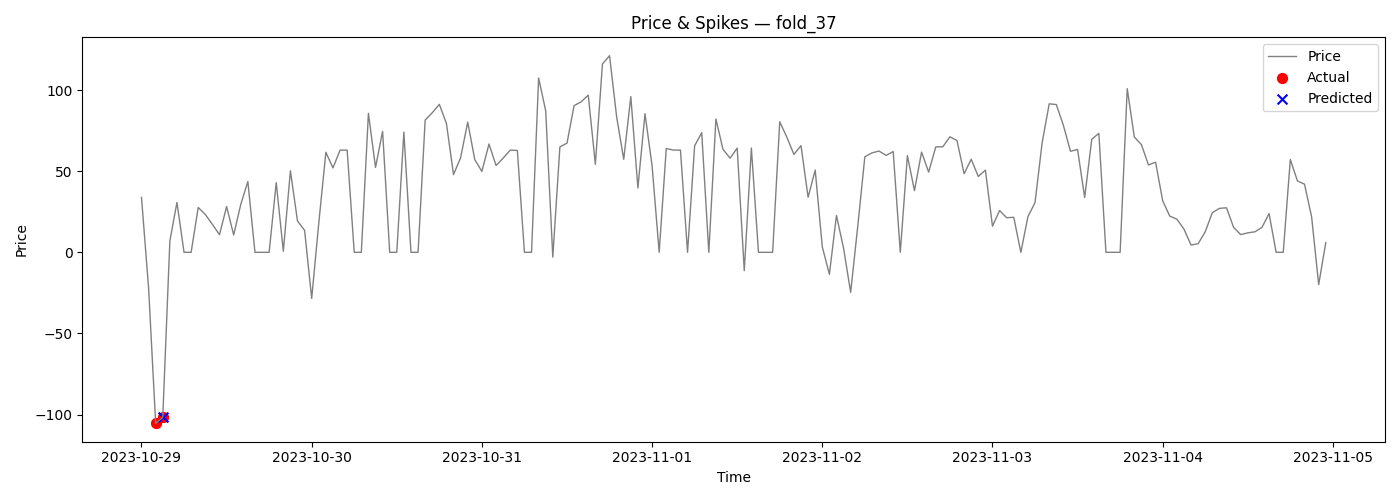 Price & Spikes — fold_37
Price
Actual
Predicted
Price
100
50
0
−50
−100
2023-10-29
2023-10-30
2023-10-31
2023-11-01
2023-11-02
2023-11-03
2023-11-04
2023-11-05
Time